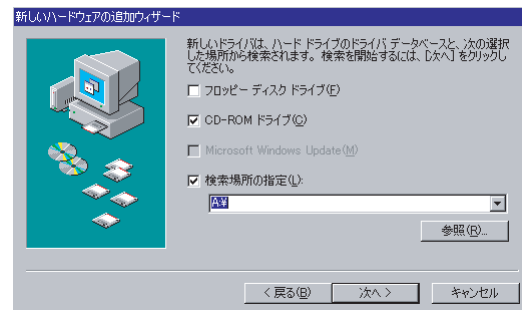 新しいハードウェアの追加ウィザード
新しいドライバは、ハード ドライブのドライバ データベースと、次の選択
した場所から検索されます。検索を開始するには、[次へ] をクリックし
てください。
フロッピー ディスク ドライブ(F)
CD-ROM ドライブ(C)
Microsoft Windows Update(M)
検索場所の指定(L):
A:¥
参照(R)...
< 戻る(B)
次へ >
キャンセル